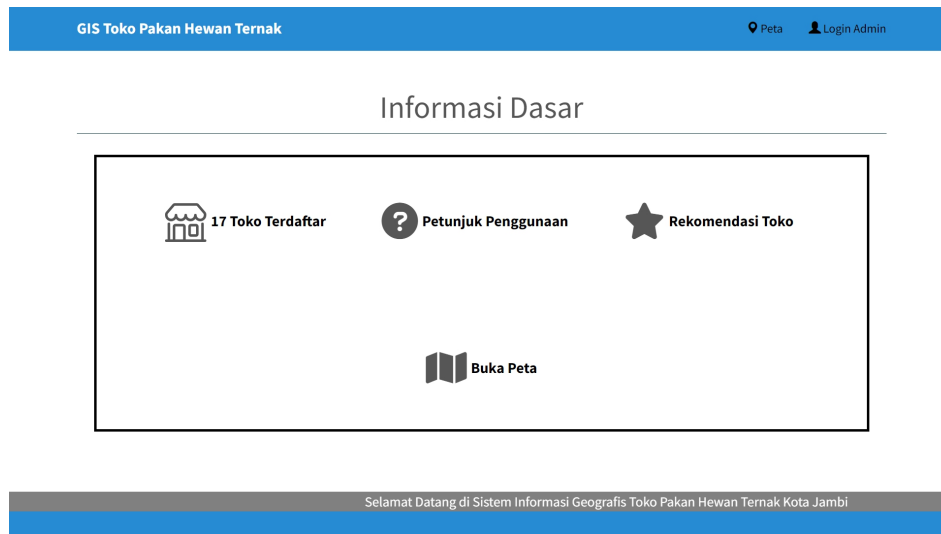 GIS Toko Pakan Hewan Ternak
Peta
Login Admin
Informasi Dasar
17 Toko Terdaftar
Petunjuk Penggunaan
Rekomendasi Toko
Buka Peta
Selamat Datang di Sistem Informasi Geografis Toko Pakan Hewan Ternak Kota Jambi